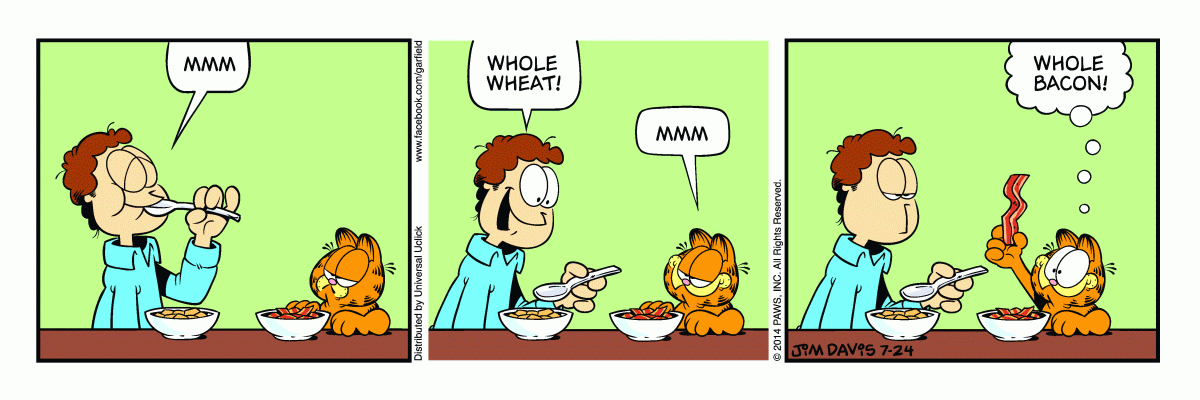 MMM
Distributed by Universal Uclick
www.facebook.com/garfield
WHOLE
WHEAT!
MMM
© 2014 PAWS, INC. All Rights Reserved.
WHOLE
BACON!
JIM DAVIS 7-24